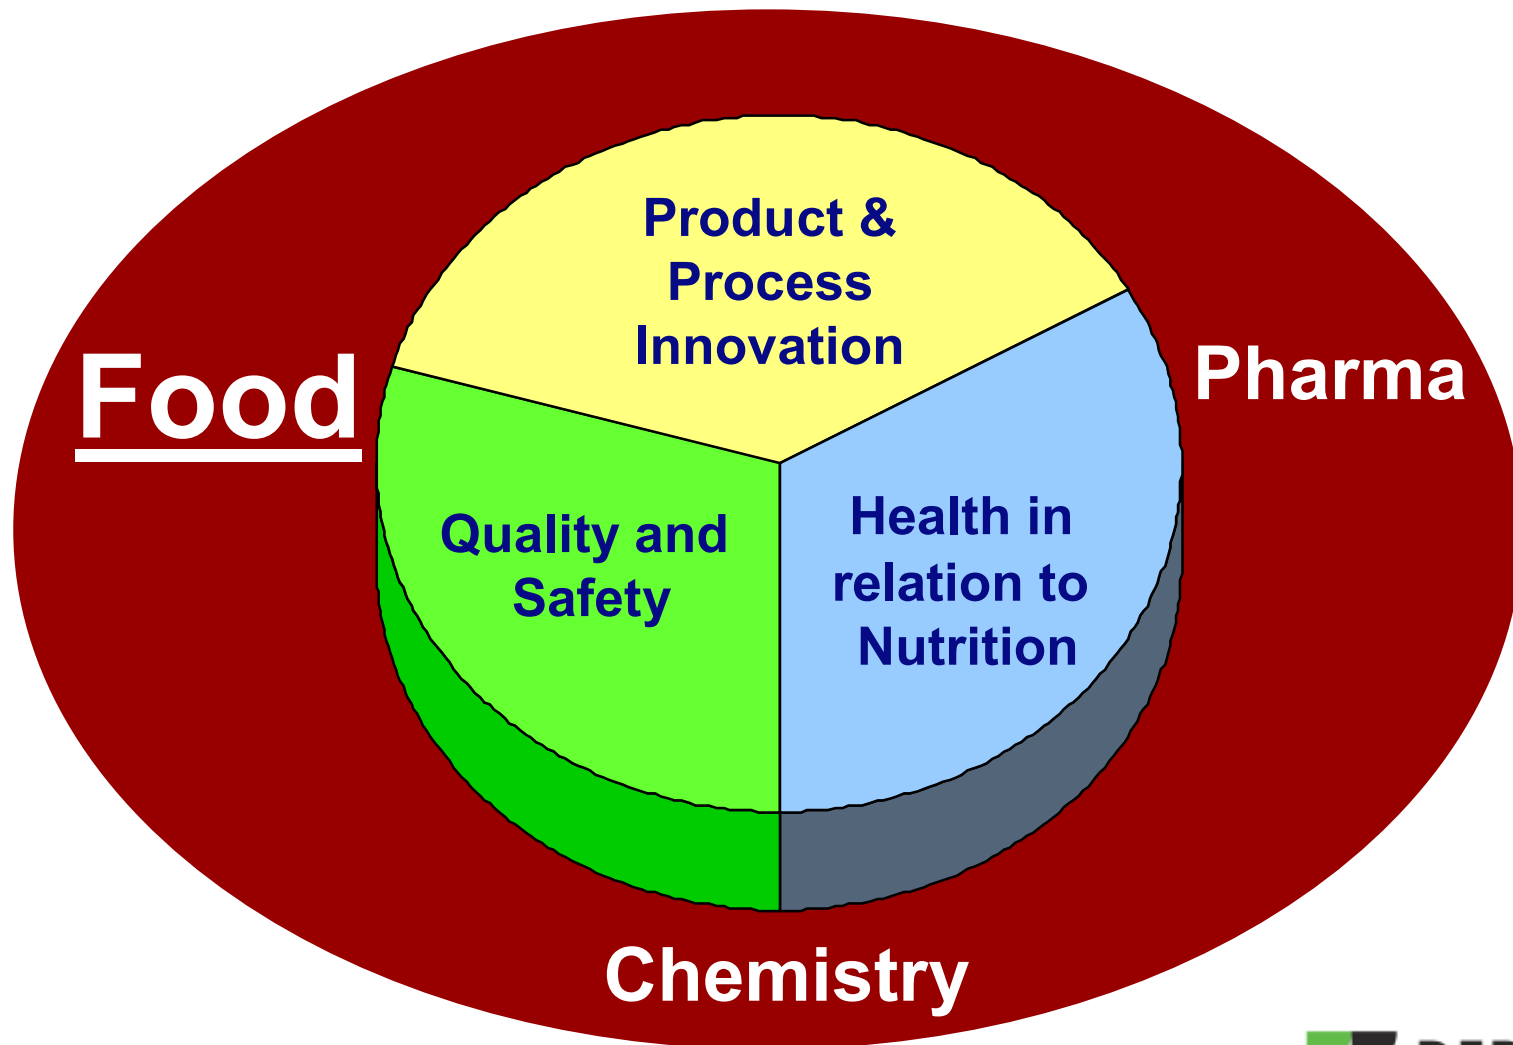 Product &
Process
Innovation
Food
Pharma
Quality and
Safety
Health in
relation to
Nutrition
Chemistry